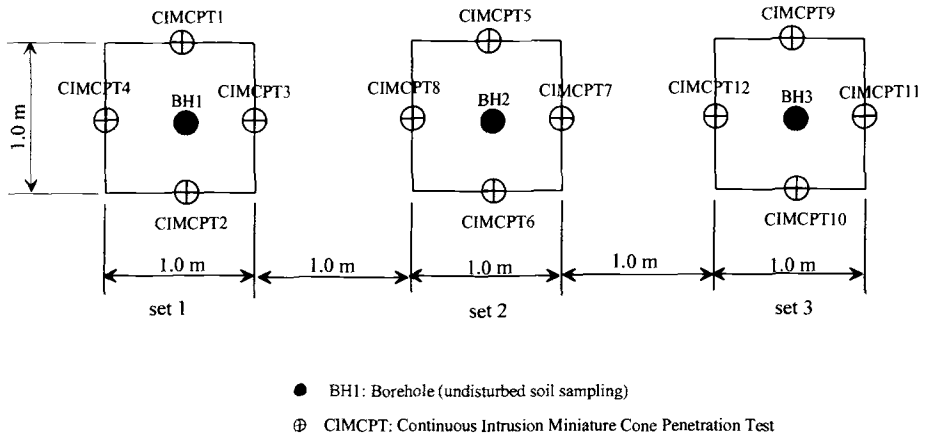 CIMCPT1 CIMCPT5 CIMCPT9
CIMCPT4 CIMCPT3 CIMCPT8 CIMCPT7 CIMCPT12 CIMCPT11
BH1 BH2 BH3
1.0 m
CIMCPT2 CIMCPT6 CIMCPT10
1.0 m 1.0 m 1.0 m 1.0 m 1.0 m
set 1 set 2 set 3
BH1: Borehole (undisturbed soil sampling)
CIMCPT: Continuous Intrusion Miniature Cone Penetration Test